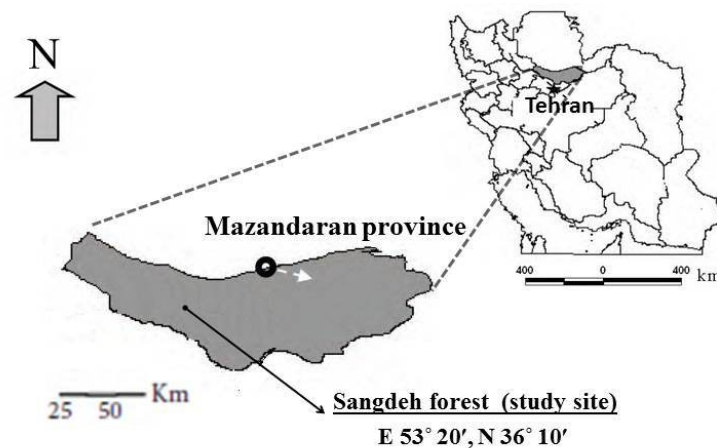 N
Tehran
Mazandaran province
400 0 400 km
Km
25 50
Sangdeh forest (study site)
E 53° 20′, N 36° 10′